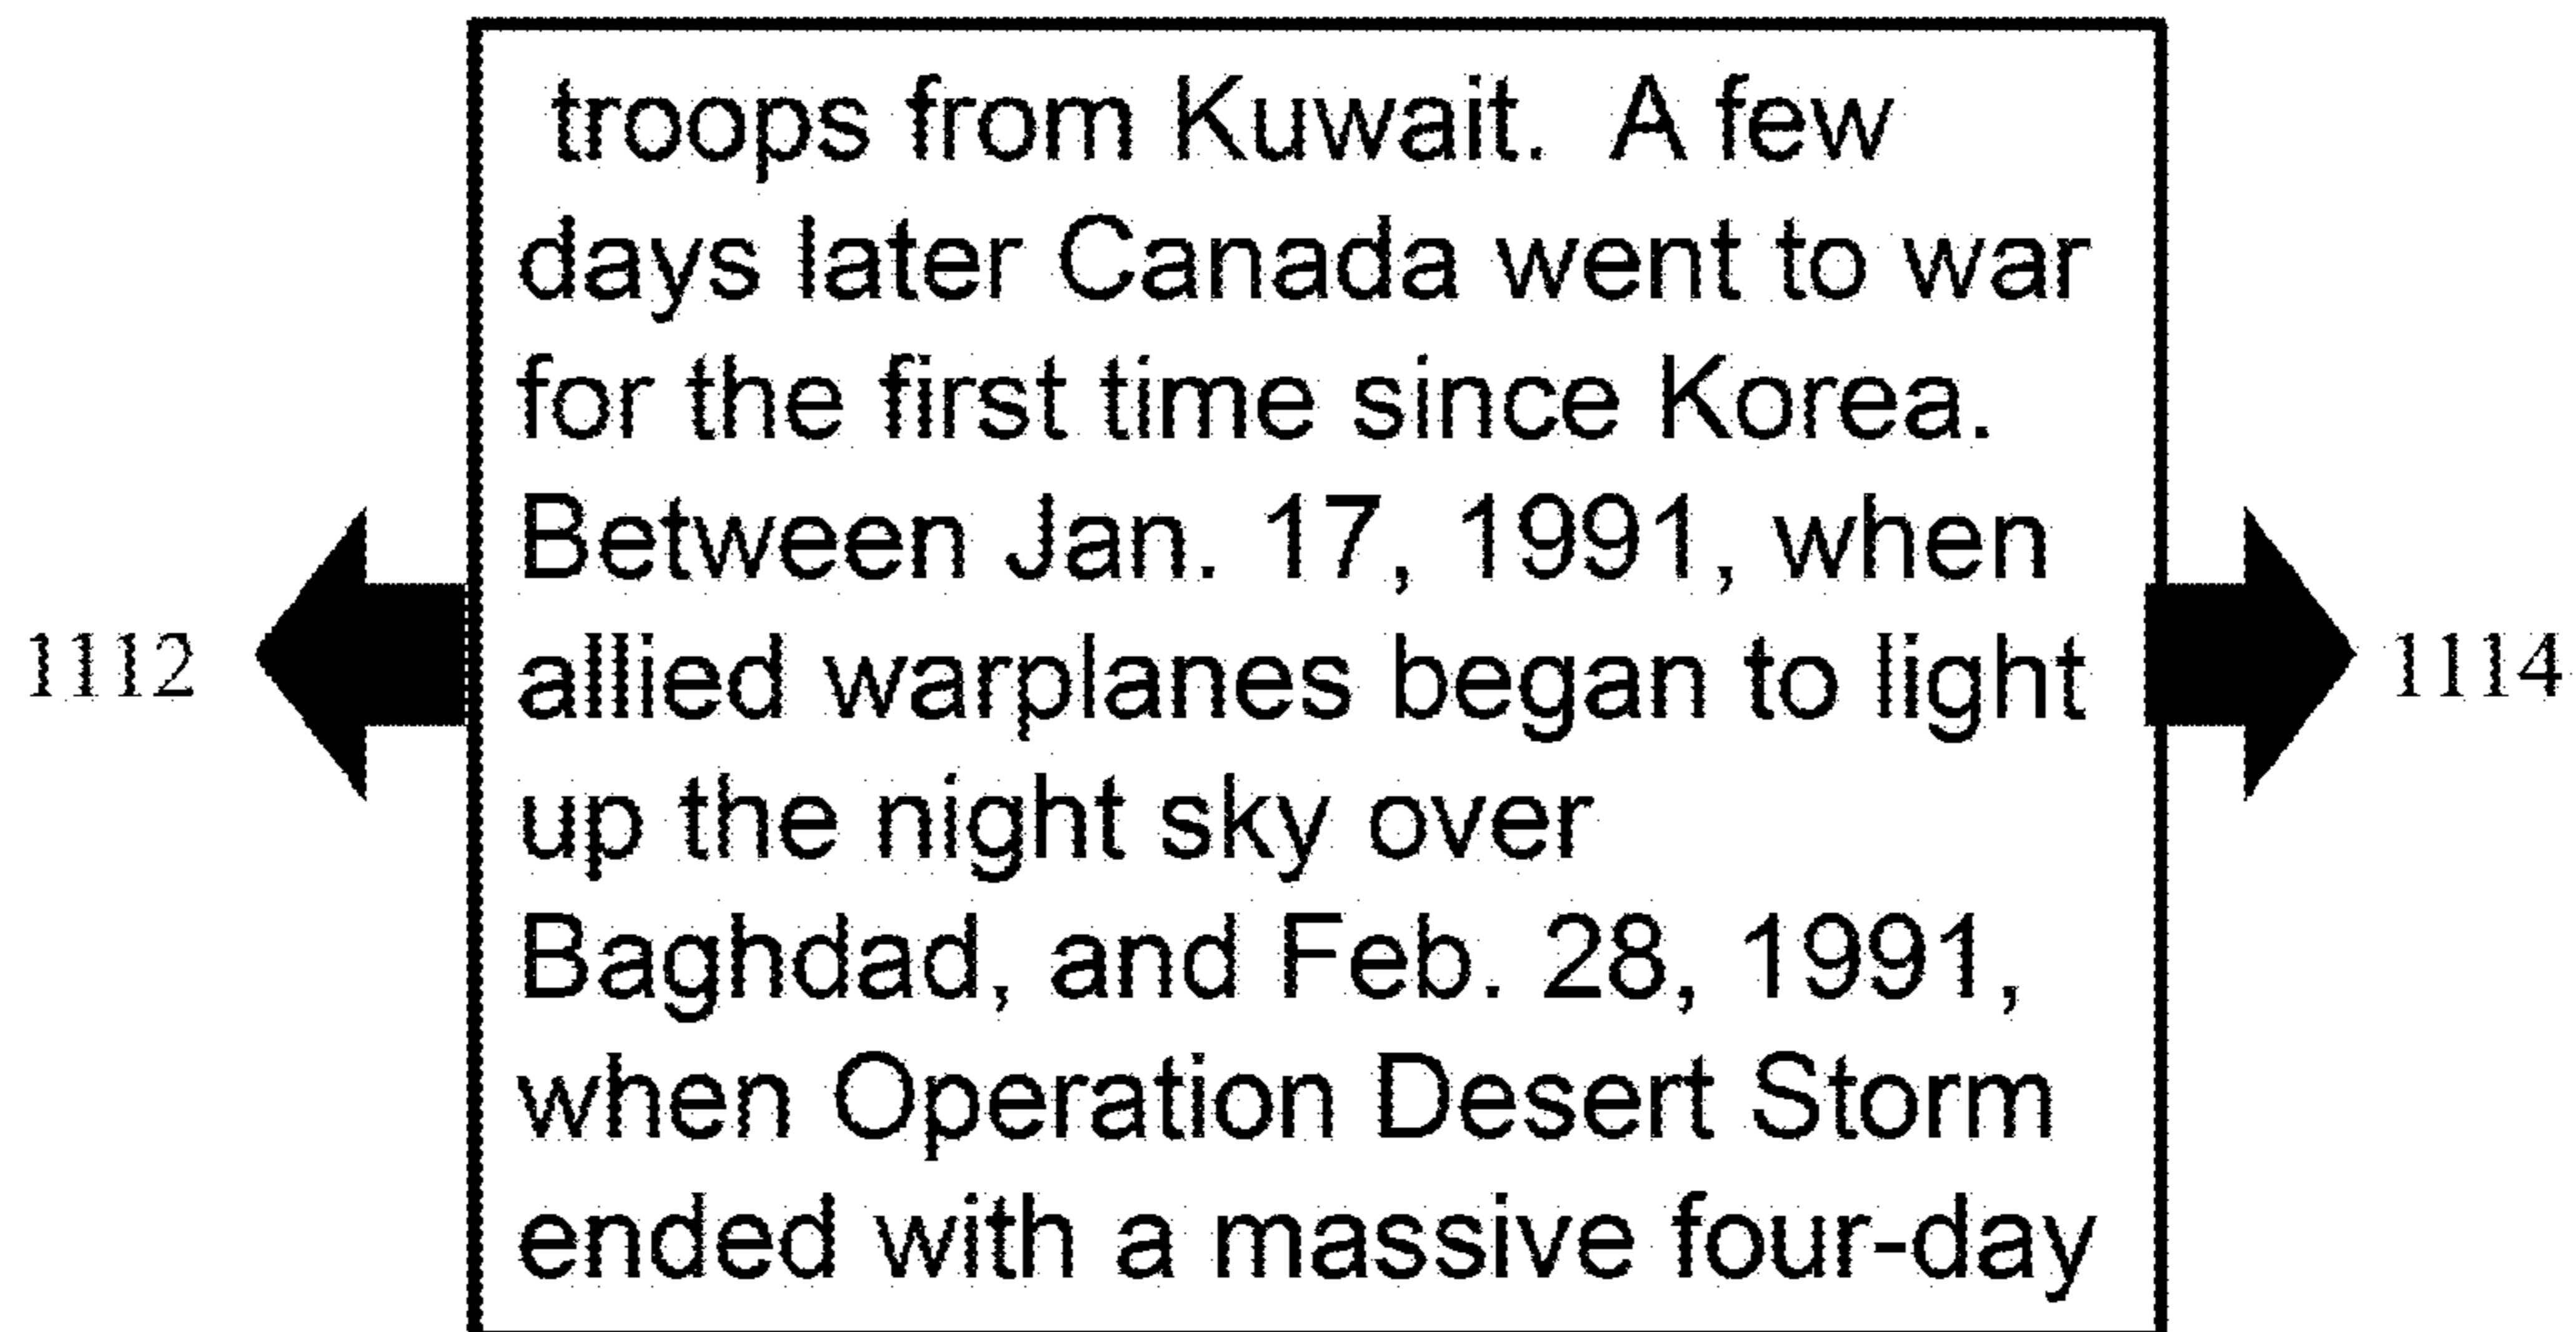 troops from Kuwait.  A few
days later Canada went to war
for the first time since Korea.
Between Jan. 17, 1991, when
allied warplanes began to light
up the night sky over
Baghdad, and Feb. 28, 1991,
when Operation Desert Storm
ended with a massive four-day
1112
1114